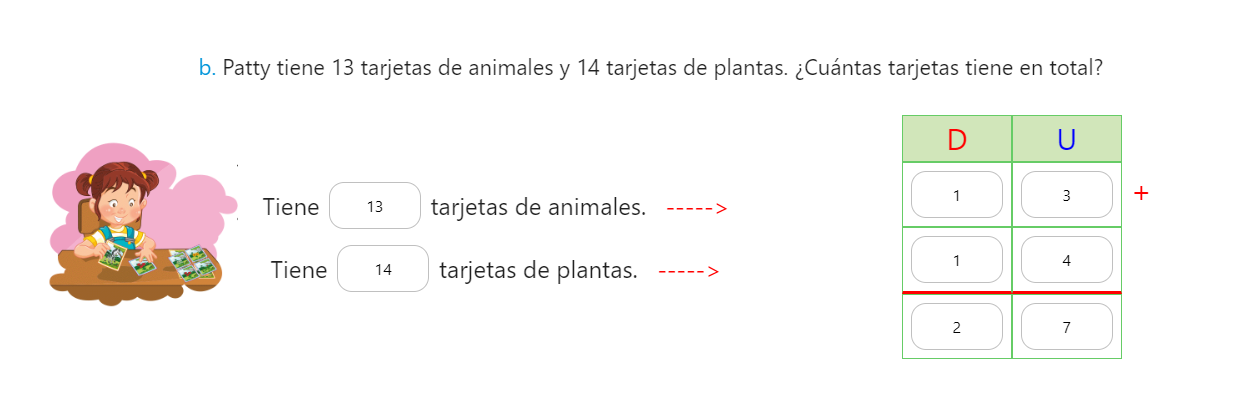 b. Patty tiene 13 tarjetas de animales y 14 tarjetas de plantas. ¿Cuántas tarjetas tiene en total?
D U
Tiene 13 tarjetas de animales. -----> 1 3 +
Tiene 14 tarjetas de plantas. -----> 1 4
2 7